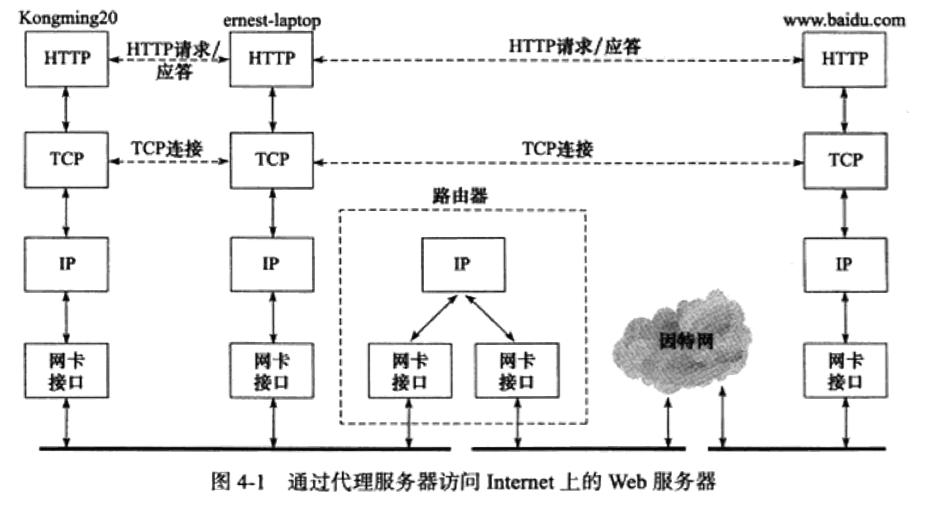 Kongming20
ernest-laptop
www.baidu.com
HTTP
HTTP请求/
应答
HTTP
HTTP请求/应答
HTTP
TCP
TCP连接
TCP
TCP连接
TCP
路由器
IP
IP
IP
IP
因特网
网卡
接口
网卡
接口
网卡
接口
网卡
接口
网卡
接口
图 4-1 通过代理服务器访问 Internet 上的 Web 服务器